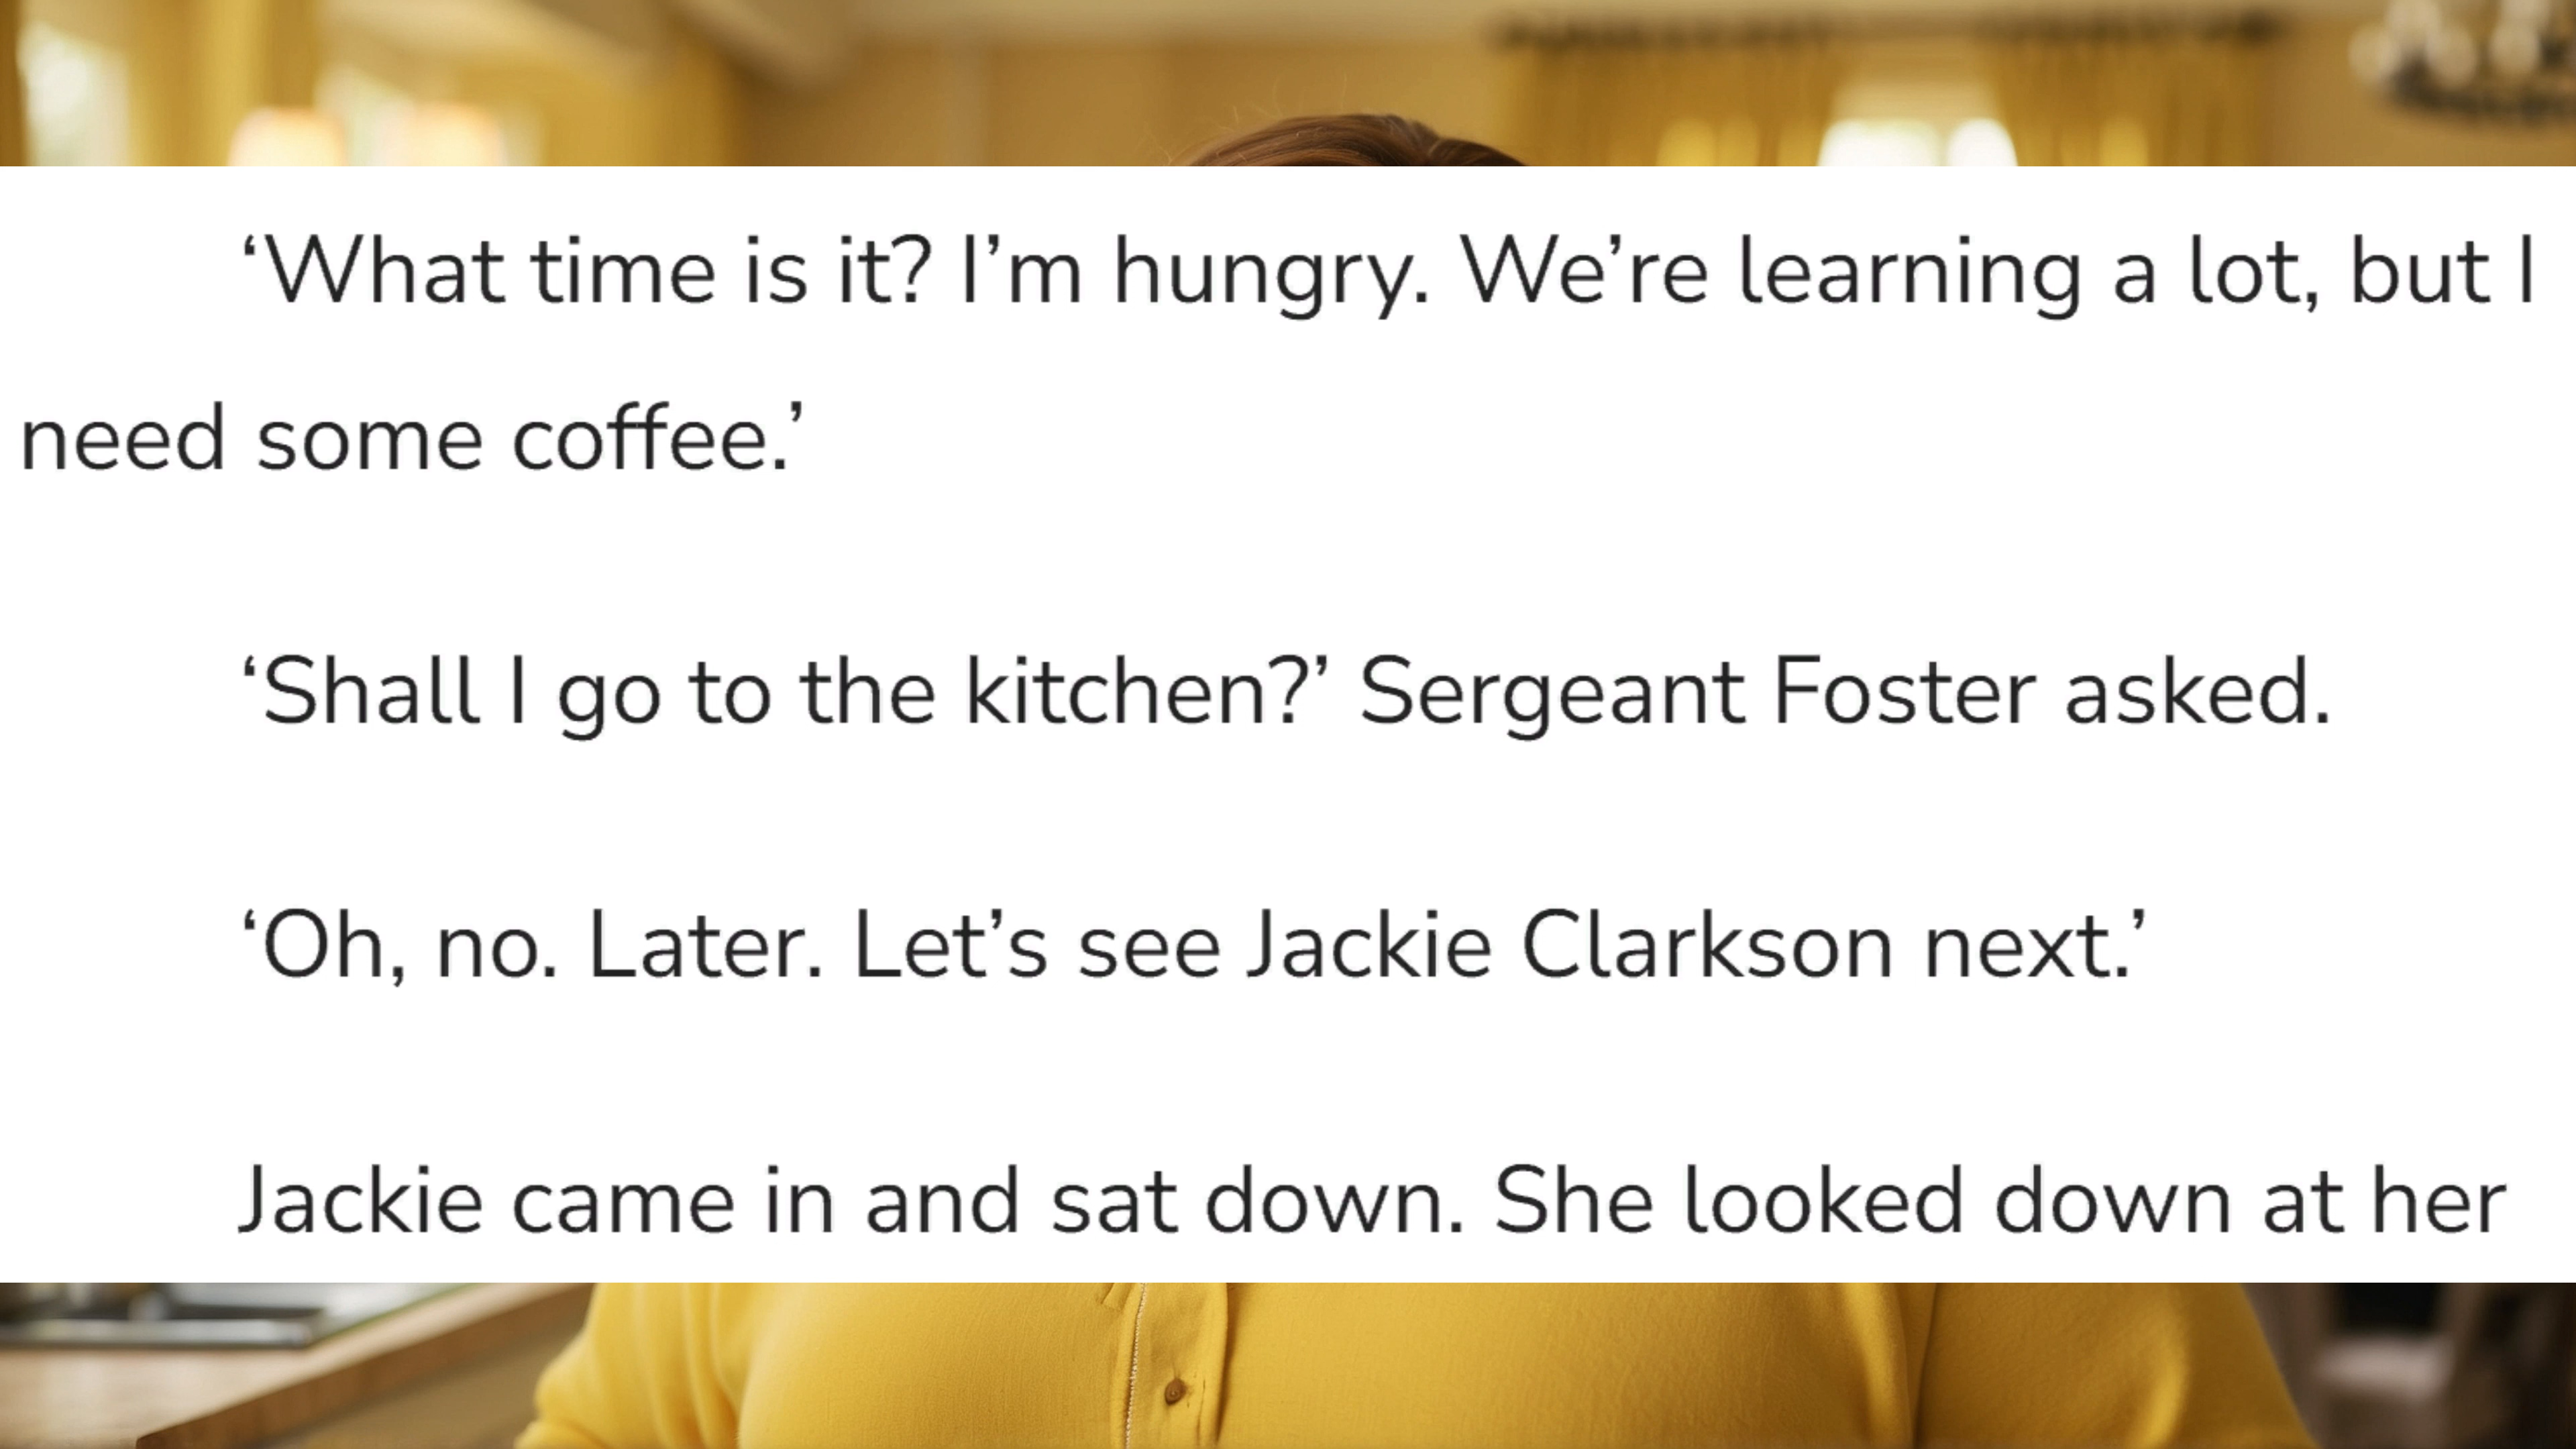 ‘What time is it? I’m hungry. We’re learning a lot, but I
need some coffee.’
‘Shall I go to the kitchen?’ Sergeant Foster asked.
‘Oh, no. Later. Let’s see Jackie Clarkson next.’
Jackie came in and sat down. She looked down at her